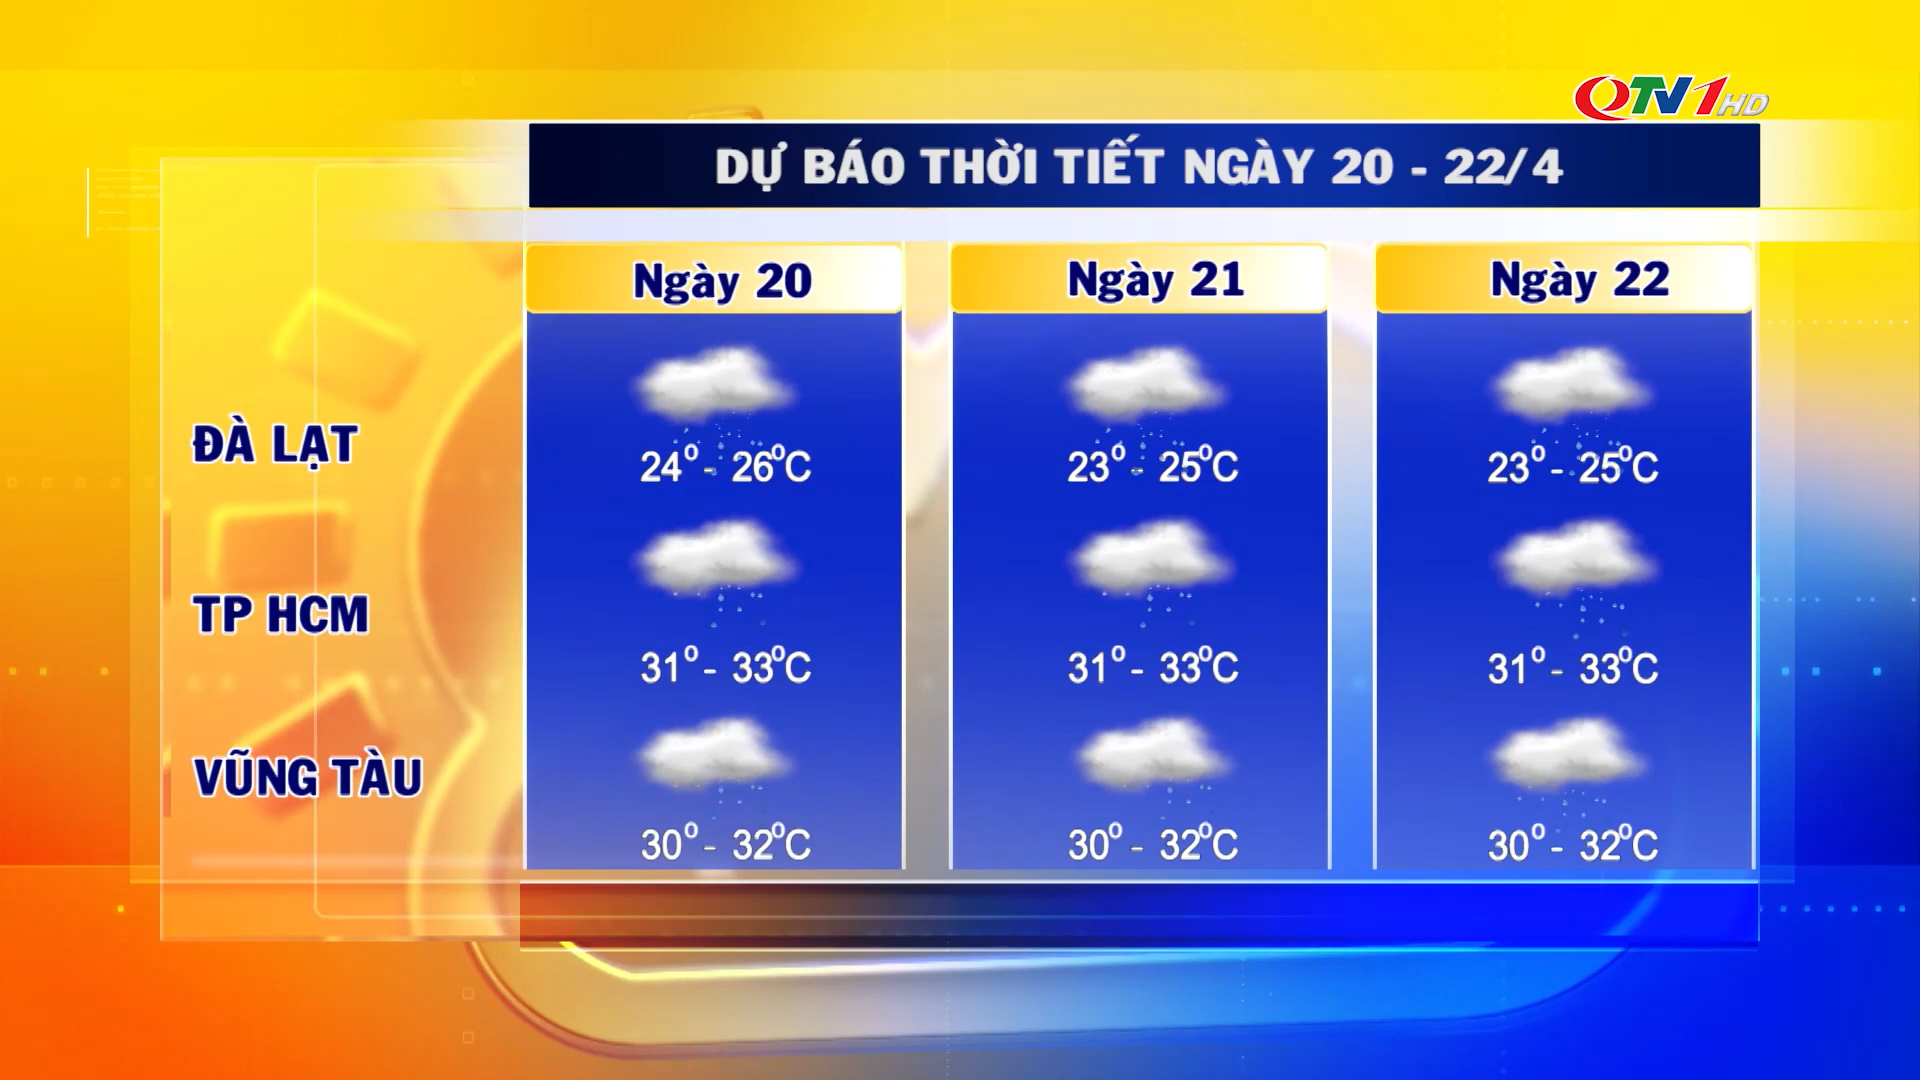 QTV1HD
DỰ BÁO THỜI TIẾT NGÀY 20 - 22/4
Ngày 20 Ngày 21 Ngày 22
ĐÀ LẠT 24° - 26°C 23° - 25°C 23° - 25°C
TP HCM 31° - 33°C 31° - 33°C 31° - 33°C
VŨNG TÀU 30° - 32°C 30° - 32°C 30° - 32°C